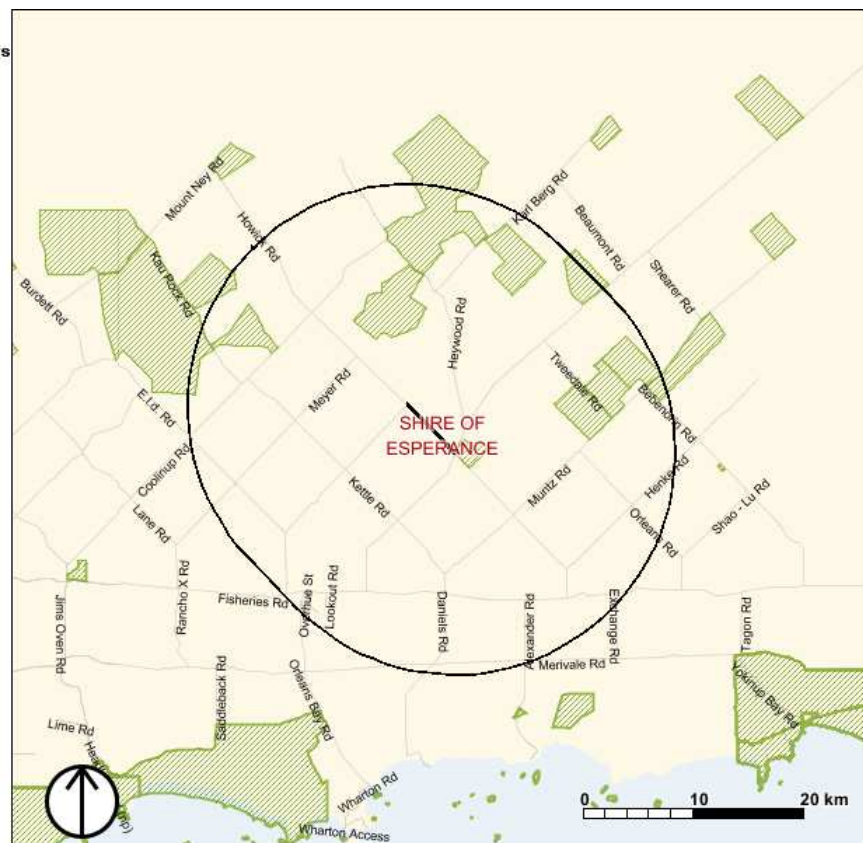 s
Mount Ney Rd
Karl Berg Rd
Howick Rd
Beaumont Rd
Shearer Rd
Kau Rock Rd
Burdett Rd
Heywood Rd
Meyer Rd
Tweedale Rd
E.l.d. Rd
SHIRE OF
ESPERANCE
Bebenorin Rd
Coolinup Rd
Kettle Rd
Muntz Rd
Henke Rd
Lane Rd
Orleans Rd
Shao - Lu Rd
Rancho X Rd
Fisheries Rd
Overhue St
Lookout Rd
Jims Owen Rd
Daniels Rd
Alexander Rd
Exchange Rd
Tagon Rd
Merivale Rd
Saddleback Rd
Orleans Bay Rd
Yokinup Bay Rd
Lime Rd
Wharton Rd
Wharton Access
0 10 20 km